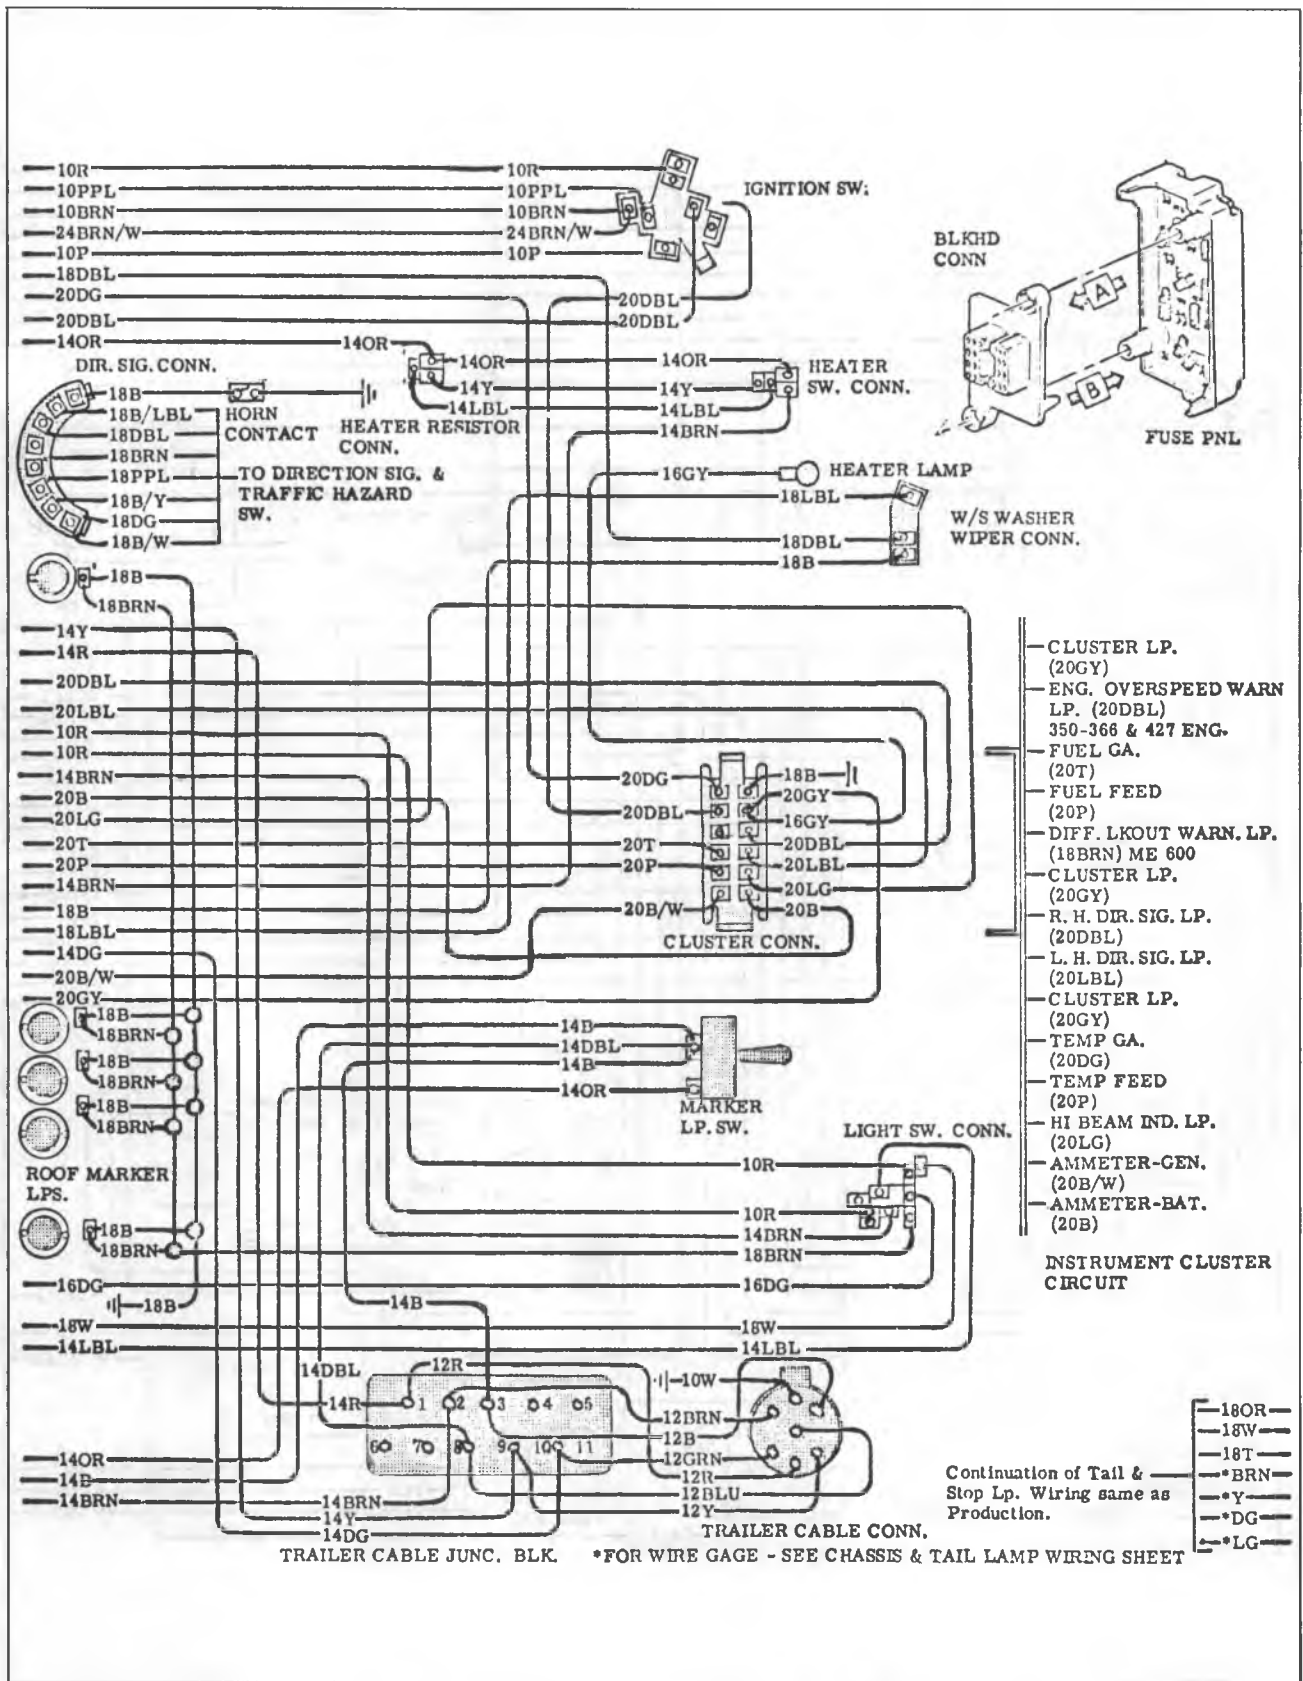 10R 10R
10PPL 10PPL
IGNITION SW:
10BRN 10BRN
24BRN/W 24BRN/W
10P 10P
18DBL
20DG 20DBL
20DBL 20DBL
14OR 14OR
BLKHD
CONN
A
B
FUSE PNL
DIR. SIG. CONN.
14OR 14OR
14Y 14Y
14LBL 14LBL
14BRN
HEATER
SW. CONN.
HEATER RESISTOR
CONN.
18B
HORN
CONTACT
18B/LBL
18DBL
18BRN
18PPL
18B/Y
18DG
18B/W
TO DIRECTION SIG. &
TRAFFIC HAZARD
SW.
16GY HEATER LAMP
18LBL
18DBL
18B
W/S WASHER
WIPER CONN.
18B
18BRN
14Y
14R
20DBL
20LBL
10R
10R
14BRN
20B
20LG
20T
20P
14BRN
18B
18LBL
14DG
20B/W
20GY
20DG 18B
20GY
20DBL 16GY
20T 20DBL
20P 20LBL
20LG
20B/W 20B
CLUSTER CONN.
CLUSTER LP.
(20GY)
ENG. OVERSPEED WARN
LP. (20DBL)
350-366 & 427 ENG.
FUEL GA.
(20T)
FUEL FEED
(20P)
DIFF. LKOUT WARN. LP.
(18BRN) ME 600
CLUSTER LP.
(20GY)
R. H. DIR. SIG. LP.
(20DBL)
L. H. DIR. SIG. LP.
(20LBL)
CLUSTER LP.
(20GY)
TEMP GA.
(20DG)
TEMP FEED
(20P)
HI BEAM IND. LP.
(20LG)
AMMETER-GEN.
(20B/W)
AMMETER-BAT.
(20B)
INSTRUMENT CLUSTER
CIRCUIT
18B
18BRN
18B
18BRN
18B
18BRN
ROOF MARKER
LPS.
18B
18BRN
14B
14DBL
14B
14OR
MARKER
LP. SW.
LIGHT SW. CONN.
10R
10R
14BRN
18BRN
16DG 16DG
18B 14B
18W 18W
14LBL 14LBL
14DBL 12R 10W
14R 1 2 3 4 5
6 7 8 9 10 11
12BRN
12B
12GRN
12R
12BLU
12Y
14OR
14B
14BRN 14BRN
14Y
14DG
TRAILER CABLE CONN.
TRAILER CABLE JUNC. BLK. *FOR WIRE GAGE - SEE CHASSIS & TAIL LAMP WIRING SHEET
Continuation of Tail &
Stop Lp. Wiring same as
Production.
18OR
18W
18T
*BRN
*Y
*DG
*LG